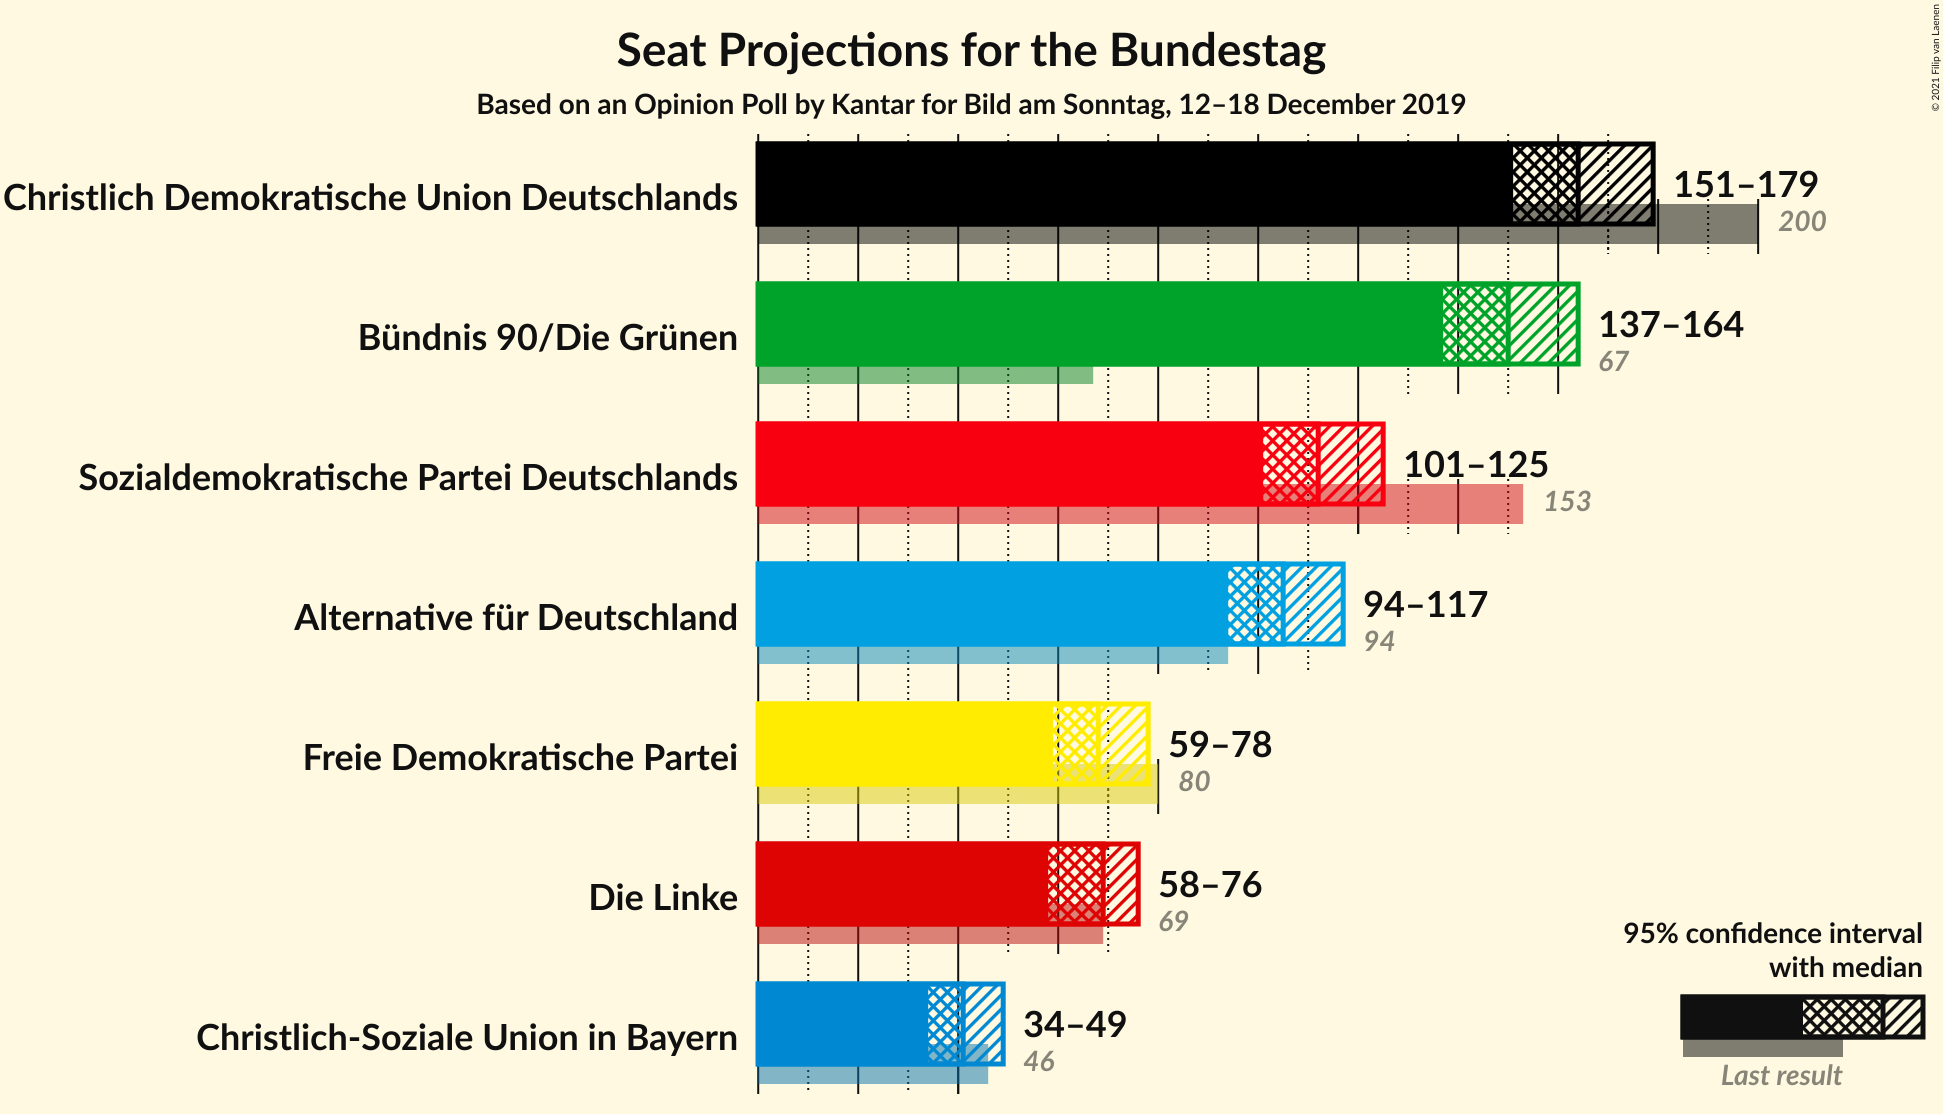 Seat Projections for the Bundestag
Based on an Opinion Poll by Kantar for Bild am Sonntag, 12–18 December 2019
© 2021 Filip van Laenen
Christlich Demokratische Union Deutschlands
151–179
200
Bündnis 90/Die Grünen
137–164
67
Sozialdemokratische Partei Deutschlands
101–125
153
Alternative für Deutschland
94–117
94
Freie Demokratische Partei
59–78
80
Die Linke
58–76
69
Christlich-Soziale Union in Bayern
34–49
46
95% confidence interval
with median
Last result